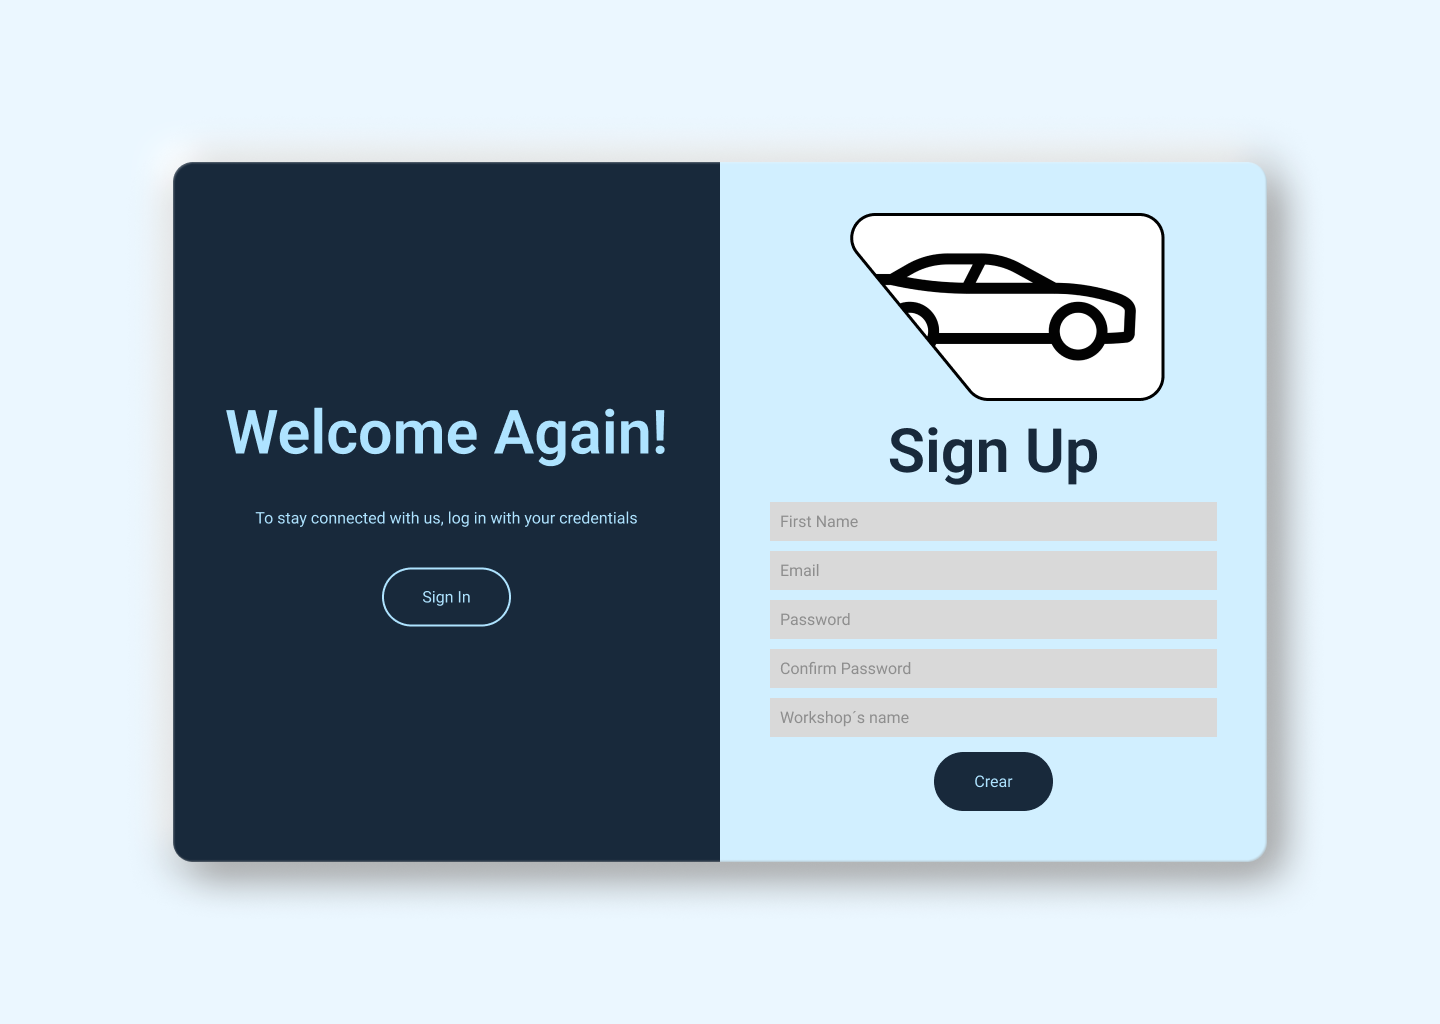 Welcome Again!
To stay connected with us, log in with your credentials
Sign In
Sign Up
First Name
Email
Password
Confirm Password
Workshop´s name
Crear